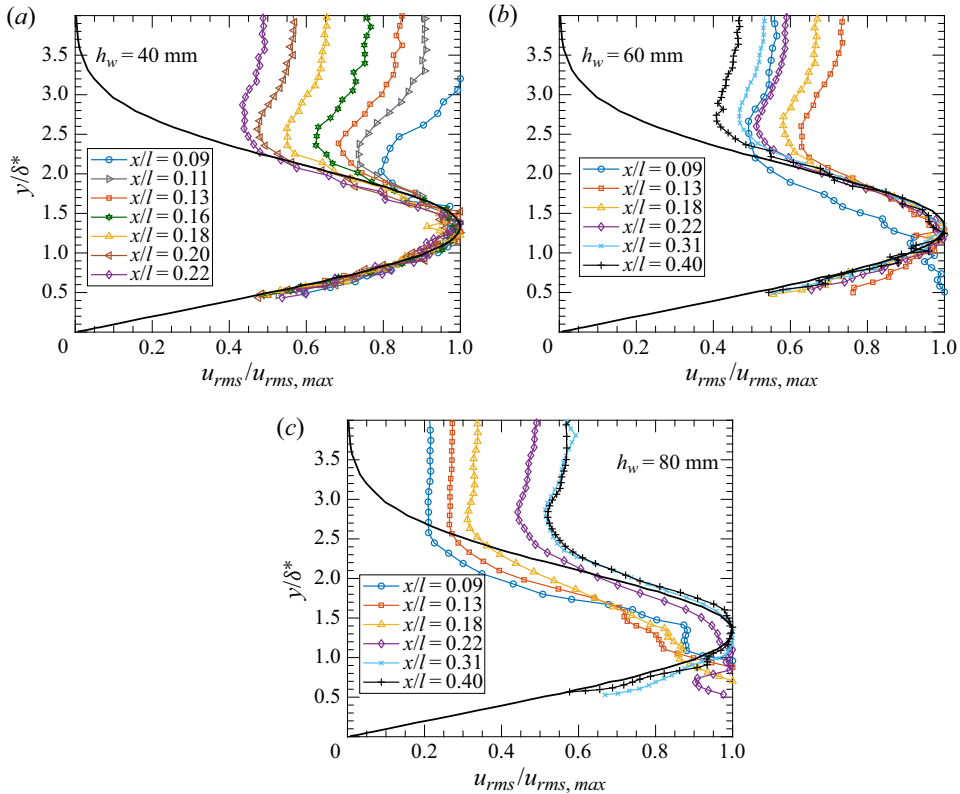 (a)
h_w = 40 mm
3.5
3.0
2.5
2.0
1.5
1.0
0.5
y/δ*
x/l = 0.09
x/l = 0.11
x/l = 0.13
x/l = 0.16
x/l = 0.18
x/l = 0.20
x/l = 0.22
0 0.2 0.4 0.6 0.8 1.0
u_rms/u_rms, max
(b)
h_w = 60 mm
3.5
3.0
2.5
2.0
1.5
1.0
0.5
x/l = 0.09
x/l = 0.13
x/l = 0.18
x/l = 0.22
x/l = 0.31
x/l = 0.40
0 0.2 0.4 0.6 0.8 1.0
u_rms/u_rms, max
(c)
h_w = 80 mm
3.5
3.0
2.5
2.0
1.5
1.0
0.5
y/δ*
x/l = 0.09
x/l = 0.13
x/l = 0.18
x/l = 0.22
x/l = 0.31
x/l = 0.40
0 0.2 0.4 0.6 0.8 1.0
u_rms/u_rms, max